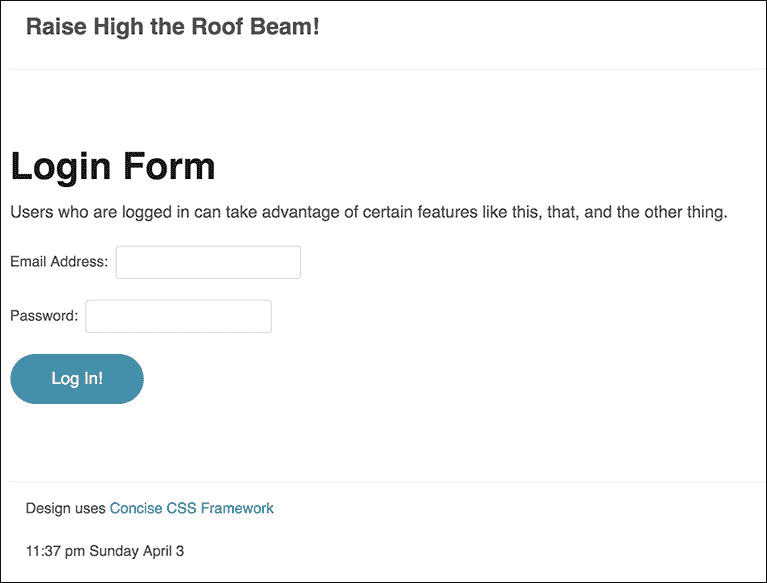 Raise High the Roof Beam!
Login Form
Users who are logged in can take advantage of certain features like this, that, and the other thing.
Email Address:
Password:
Log In!
Design uses Concise CSS Framework
11:37 pm Sunday April 3